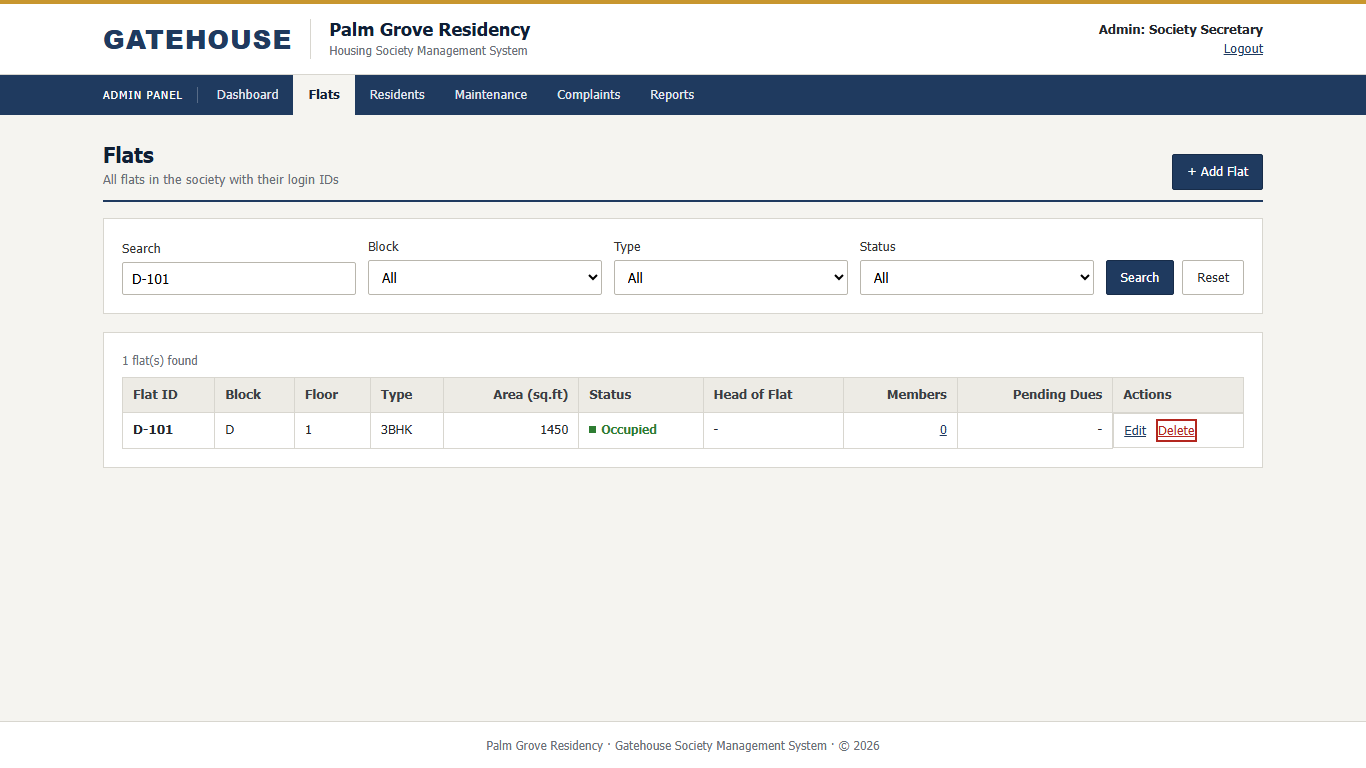 GATEHOUSE
Palm Grove Residency
Housing Society Management System
Admin: Society Secretary
Logout
ADMIN PANEL Dashboard Flats Residents Maintenance Complaints Reports
Flats
All flats in the society with their login IDs
+ Add Flat
Search Block Type Status
D-101 All All All Search Reset
1 flat(s) found
Flat ID Block Floor Type Area (sq.ft) Status Head of Flat Members Pending Dues Actions
D-101 D 1 3BHK 1450 Occupied - 0 - Edit Delete
Palm Grove Residency · Gatehouse Society Management System · © 2026